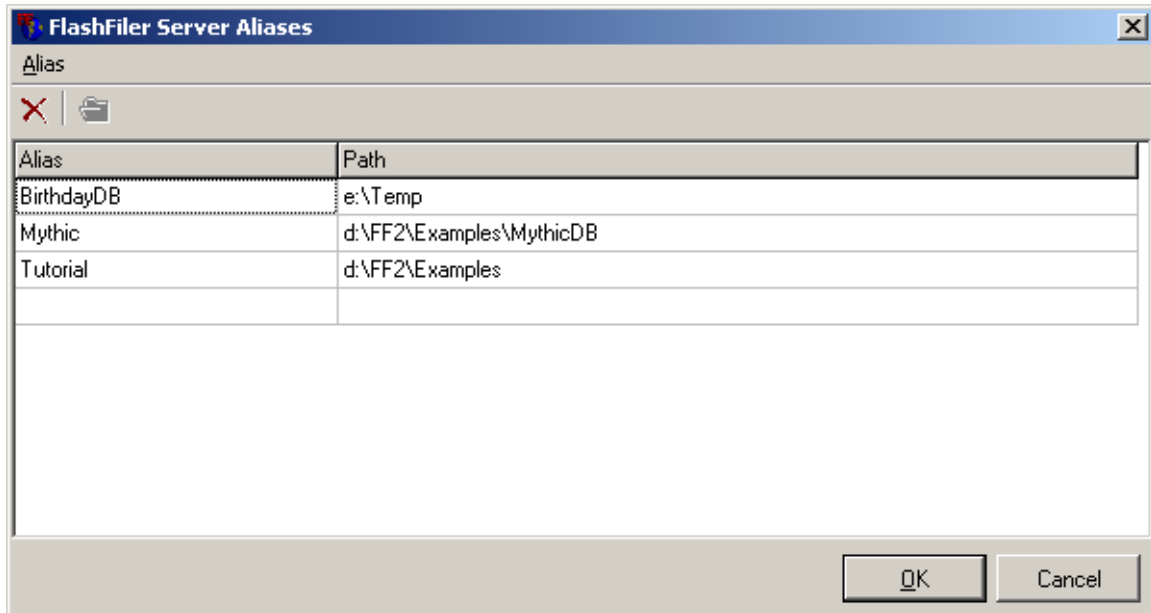 FlashFiler Server Aliases
Alias
Alias Path
BirthdayDB e:\Temp
Mythic d:\FF2\Examples\MythicDB
Tutorial d:\FF2\Examples
OK Cancel